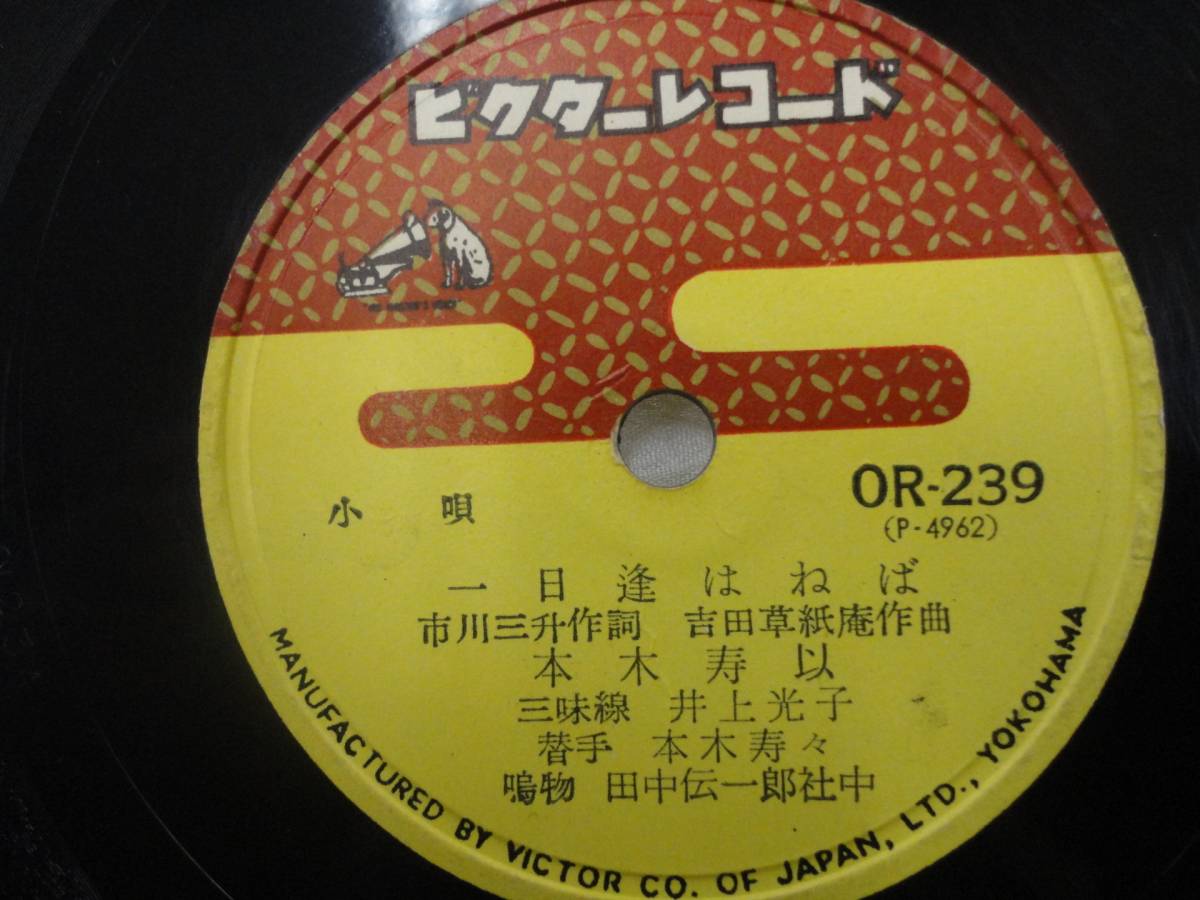 ビクターレコード
"HIS MASTER'S VOICE"
小唄
OR-239
(P-4962)
一日逢はねば
市川三升作詞 吉田草紙庵作曲
本木寿以
三味線 井上光子
替手 本木寿々
鳴物 田中伝一郎社中
MANUFACTURED BY VICTOR CO. OF JAPAN, LTD., YOKOHAMA